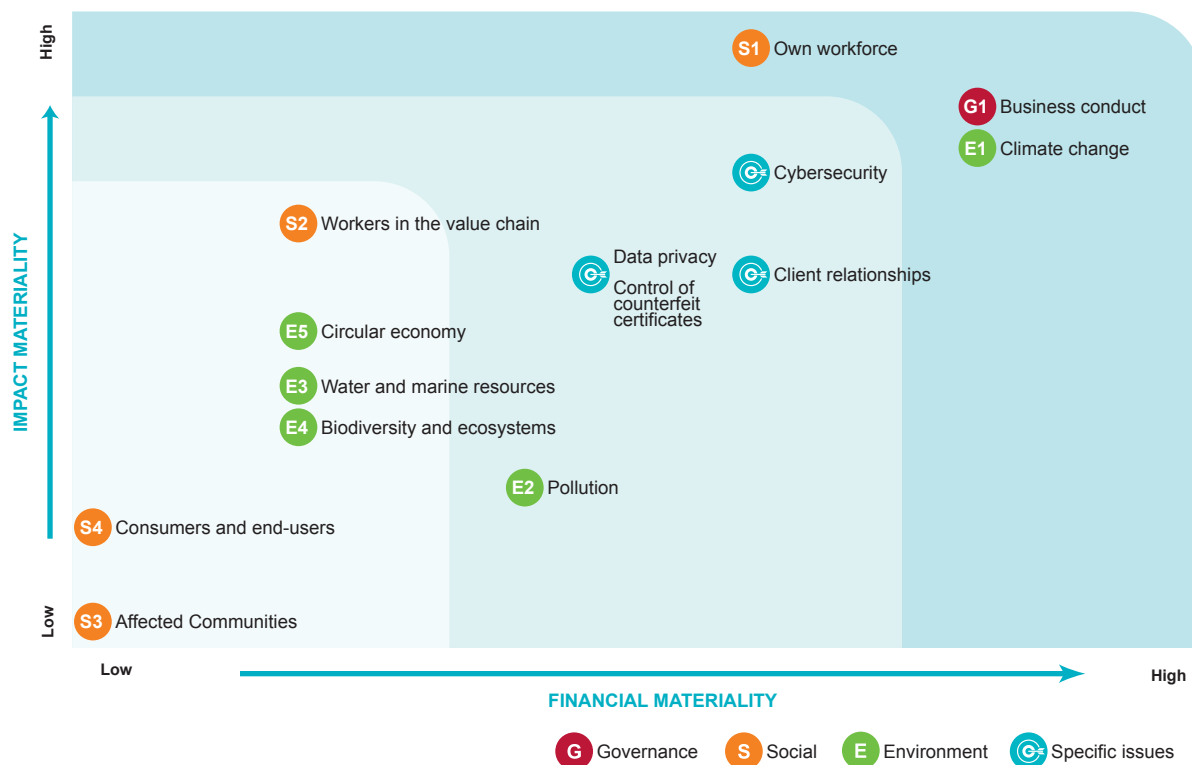 High
S1 Own workforce
G1 Business conduct
E1 Climate change
Cybersecurity
S2 Workers in the value chain
Data privacy
Control of
counterfeit
certificates
Client relationships
E5 Circular economy
E3 Water and marine resources
E4 Biodiversity and ecosystems
E2 Pollution
S4 Consumers and end-users
S3 Affected Communities
IMPACT MATERIALITY
Low
Low
High
FINANCIAL MATERIALITY
G Governance
S Social
E Environment
Specific issues